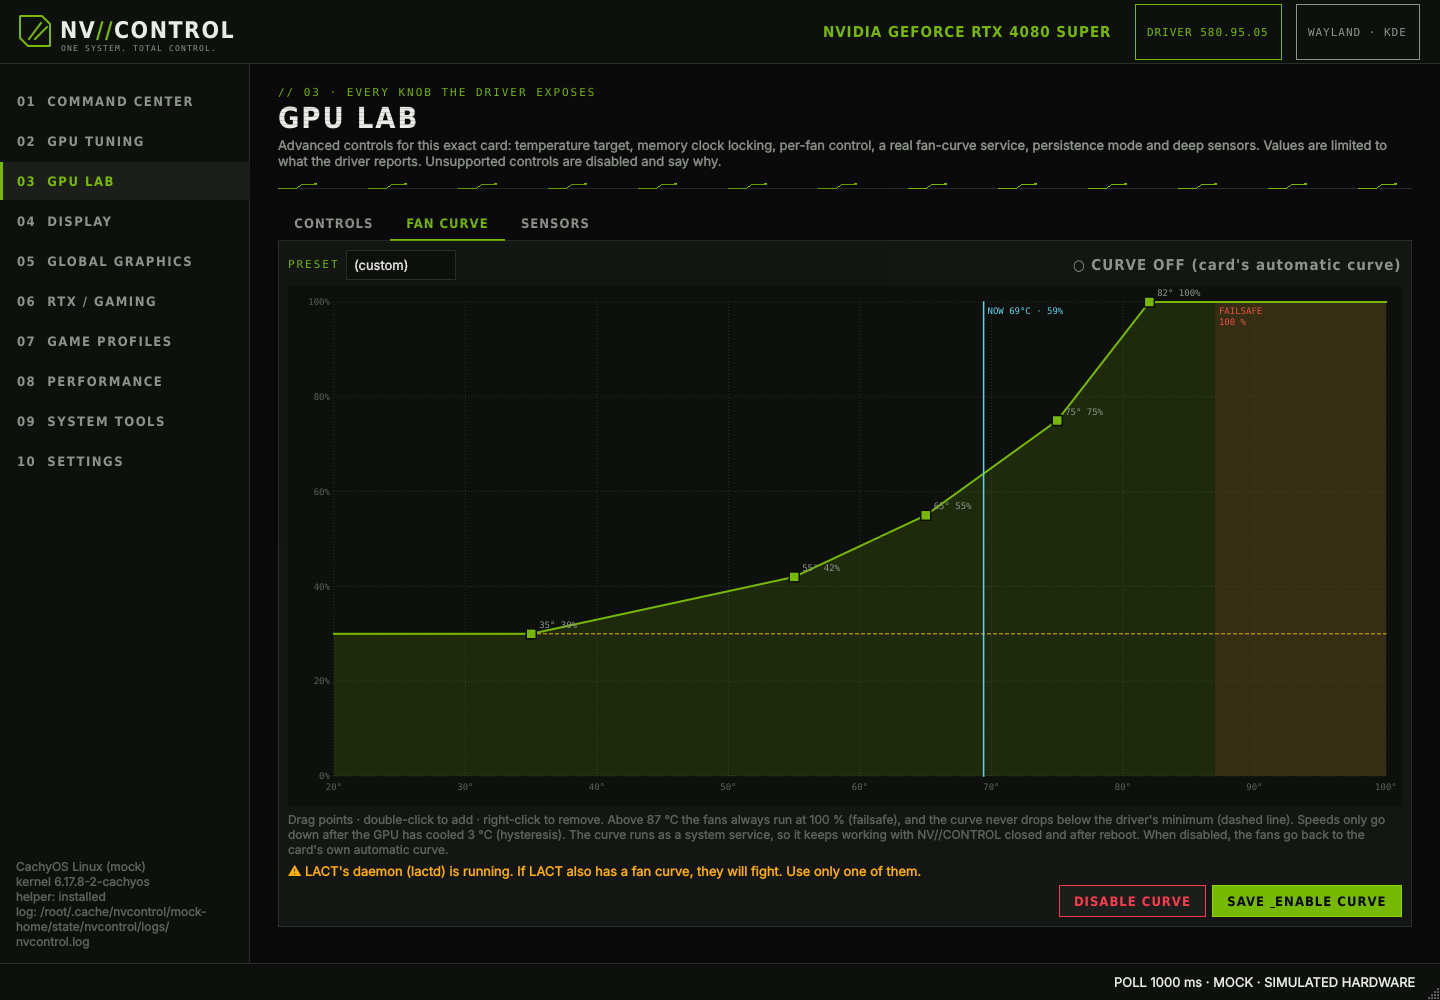 NV//CONTROL
ONE SYSTEM. TOTAL CONTROL.
NVIDIA GEFORCE RTX 4080 SUPER
DRIVER 580.95.05
WAYLAND · KDE
01 COMMAND CENTER
02 GPU TUNING
03 GPU LAB
04 DISPLAY
05 GLOBAL GRAPHICS
06 RTX / GAMING
07 GAME PROFILES
08 PERFORMANCE
09 SYSTEM TOOLS
10 SETTINGS
CachyOS Linux (mock)
kernel 6.17.8-2-cachyos
helper: installed
log: /root/.cache/nvcontrol/mock-
home/state/nvcontrol/logs/
nvcontrol.log
// 03 · EVERY KNOB THE DRIVER EXPOSES
GPU LAB
Advanced controls for this exact card: temperature target, memory clock locking, per-fan control, a real fan-curve service, persistence mode and deep sensors. Values are limited to
what the driver reports. Unsupported controls are disabled and say why.
CONTROLS
FAN CURVE
SENSORS
PRESET
(custom)
○ CURVE OFF (card's automatic curve)
82° 100%
100%
NOW 69°C · 59%
FAILSAFE
100 %
80%
75° 75%
60%
65° 55%
55° 42%
40%
35° 30%
20%
0%
20°
30°
40°
50°
60°
70°
80°
90°
100°
Drag points · double-click to add · right-click to remove. Above 87 °C the fans always run at 100 % (failsafe), and the curve never drops below the driver's minimum (dashed line). Speeds only go
down after the GPU has cooled 3 °C (hysteresis). The curve runs as a system service, so it keeps working with NV//CONTROL closed and after reboot. When disabled, the fans go back to the
card's own automatic curve.
⚠ LACT's daemon (lactd) is running. If LACT also has a fan curve, they will fight. Use only one of them.
DISABLE CURVE
SAVE _ENABLE CURVE
POLL 1000 ms · MOCK · SIMULATED HARDWARE